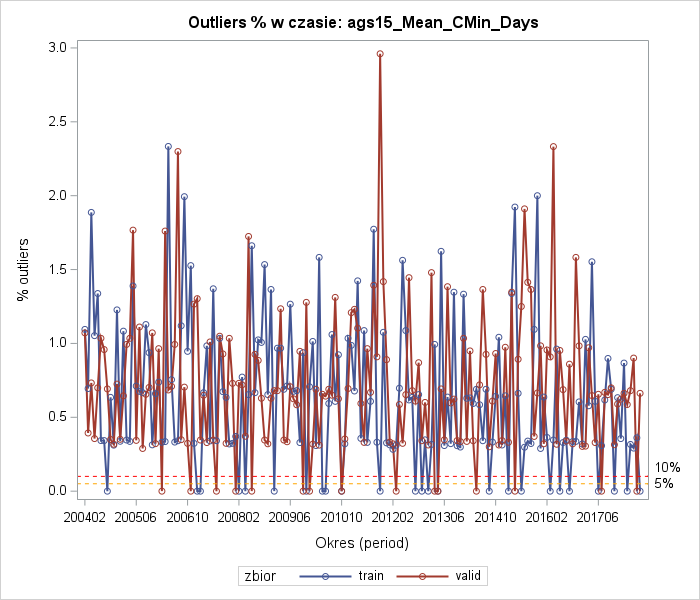 Outliers % w czasie: ags15_Mean_CMin_Days
3.0
2.5
2.0
1.5
1.0
0.5
0.0
% outliers
10%
5%
200402 200506 200610 200802 200906 201010 201202 201306 201410 201602 201706
Okres (period)
zbior train valid